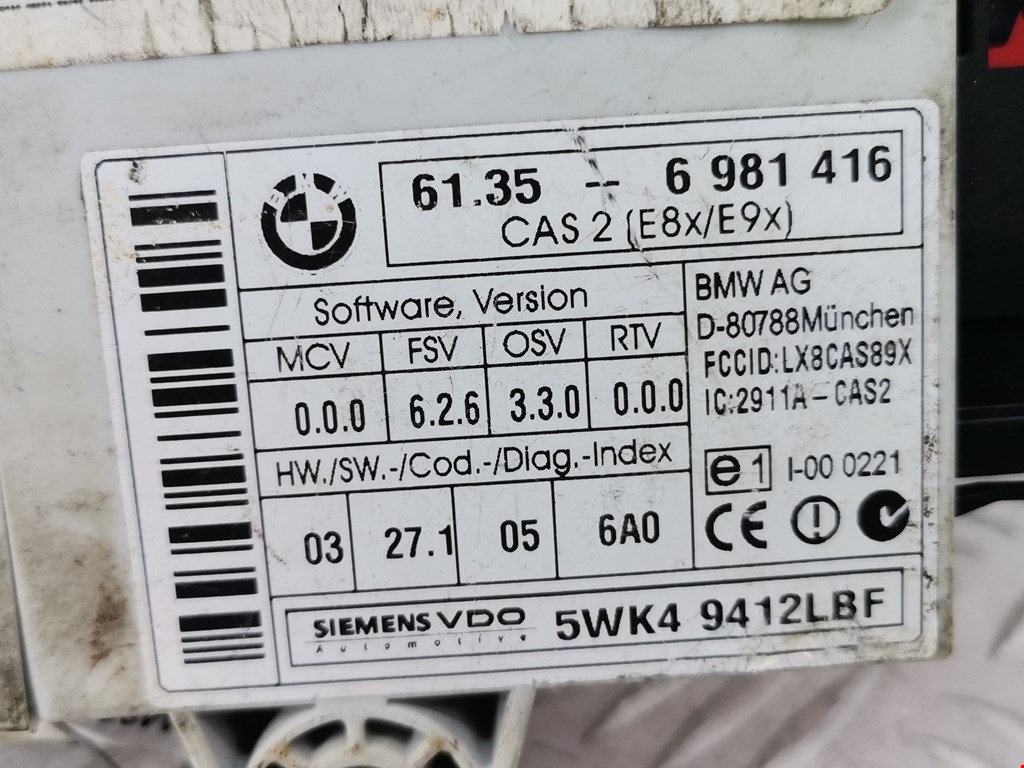 BMW
61.35 -- 6 981 416
CAS 2 (E8x/E9x)
Software, Version
MCV FSV OSV RTV
0.0.0 6.2.6 3.3.0 0.0.0
HW./SW.-/Cod.-/Diag.-Index
03 27.1 05 6A0
BMW AG
D-80788München
FCCID:LX8CAS89X
IC:2911A-CAS2
e1 I-00 0221
CE
SIEMENS VDO 5WK4 9412LBF
Automotive